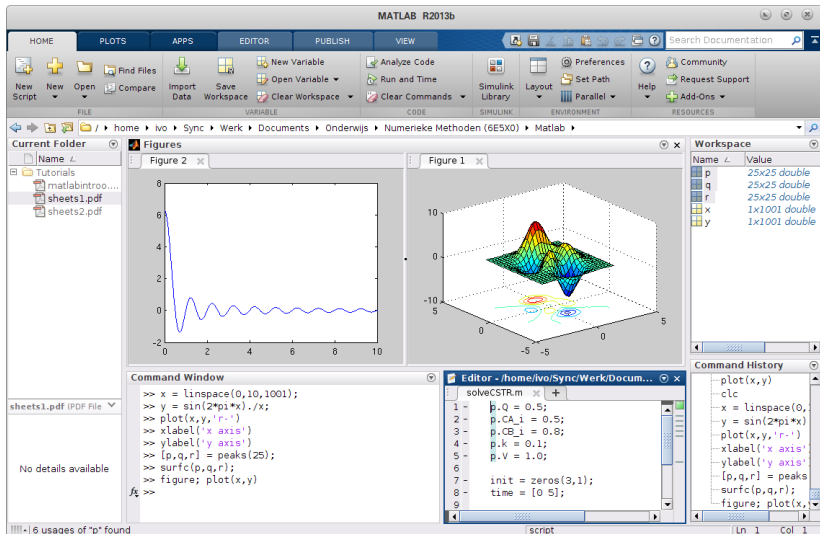 MATLAB R2013b
HOME PLOTS APPS EDITOR PUBLISH VIEW
Search Documentation
New Script
New
Open
Find Files
Compare
FILE
Import Data
Save Workspace
New Variable
Open Variable
Clear Workspace
VARIABLE
Analyze Code
Run and Time
Clear Commands
CODE
Simulink Library
SIMULINK
Layout
Preferences
Set Path
Parallel
ENVIRONMENT
Help
Community
Request Support
Add-Ons
RESOURCES
/ home ivo Sync Werk Documents Onderwijs Numerieke Methoden (6E5X0) Matlab
Current Folder
Name
Tutorials
matlabintroo....
sheets1.pdf
sheets2.pdf
sheets1.pdf (PDF File
No details available
Figures
Figure 2
8
6
4
2
0
-2
0 2 4 6 8 10
Figure 1
10
0
-10
5
0
-5
-5
0
5
Workspace
Name Value
p 25x25 double
q 25x25 double
r 25x25 double
x 1x1001 double
y 1x1001 double
Command Window
>> x = linspace(0,10,1001);
>> y = sin(2*pi*x)./x;
>> plot(x,y,'r-')
>> xlabel('x axis')
>> ylabel('y axis')
>> [p,q,r] = peaks(25);
>> surfc(p,q,r);
>> figure; plot(x,y)
fx >>
Editor - /home/ivo/Sync/Werk/Docum...
solveCSTR.m
1 - p.Q = 0.5;
2 - p.CA_i = 0.5;
3 - p.CB_i = 0.8;
4 - p.k = 0.1;
5 - p.V = 1.0;
6
7 - init = zeros(3,1);
8 - time = [0 5];
9
Command History
plot(x,y)
clc
x = linspace(0,
y = sin(2*pi*x)
plot(x,y,'r-')
xlabel('x axis'
ylabel('y axis'
[p,q,r] = peaks
surfc(p,q,r);
figure; plot(x,
6 usages of "p" found
script
Ln 1 Col 1